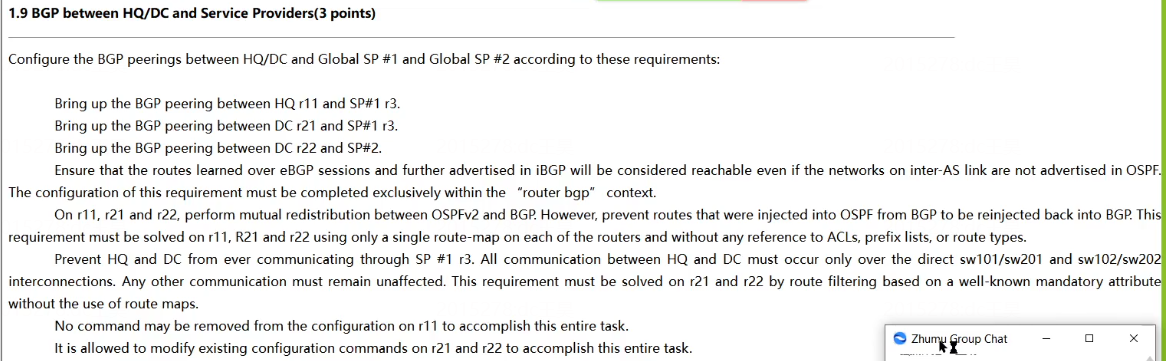 1.9 BGP between HQ/DC and Service Providers(3 points)
Configure the BGP peerings between HQ/DC and Global SP #1 and Global SP #2 according to these requirements:
Bring up the BGP peering between HQ r11 and SP#1 r3.
Bring up the BGP peering between DC r21 and SP#1 r3.
Bring up the BGP peering between DC r22 and SP#2.
Ensure that the routes learned over eBGP sessions and further advertised in iBGP will be considered reachable even if the networks on inter-AS link are not advertised in OSPF.
The configuration of this requirement must be completed exclusively within the “router bgp” context.
On r11, r21 and r22, perform mutual redistribution between OSPFv2 and BGP. However, prevent routes that were injected into OSPF from BGP to be reinjected back into BGP. This
requirement must be solved on r11, R21 and r22 using only a single route-map on each of the routers and without any reference to ACLs, prefix lists, or route types.
Prevent HQ and DC from ever communicating through SP #1 r3. All communication between HQ and DC must occur only over the direct sw101/sw201 and sw102/sw202
interconnections. Any other communication must remain unaffected. This requirement must be solved on r21 and r22 by route filtering based on a well-known mandatory attribute
without the use of route maps.
No command may be removed from the configuration on r11 to accomplish this entire task.
It is allowed to modify existing configuration commands on r21 and r22 to accomplish this entire task.
Zhumu Group Chat